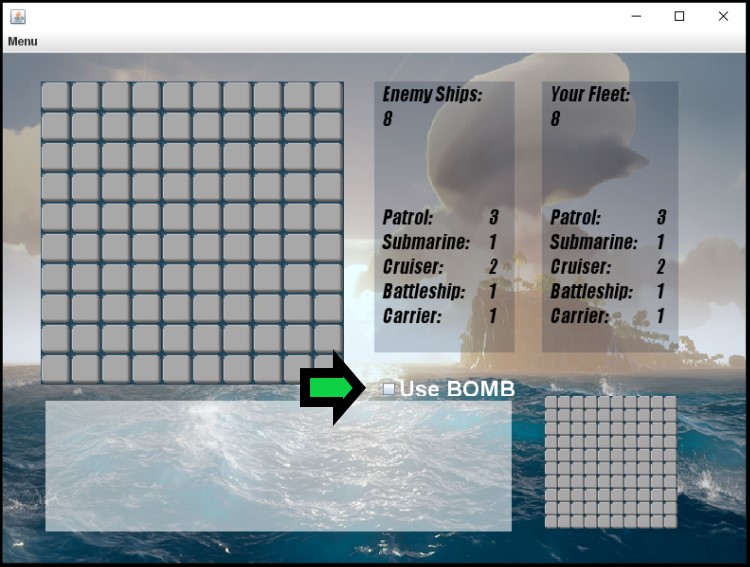 Menu
Enemy Ships:
8
Patrol: 3
Submarine: 1
Cruiser: 2
Battleship: 1
Carrier: 1
Your Fleet:
8
Patrol: 3
Submarine: 1
Cruiser: 2
Battleship: 1
Carrier: 1
Use BOMB